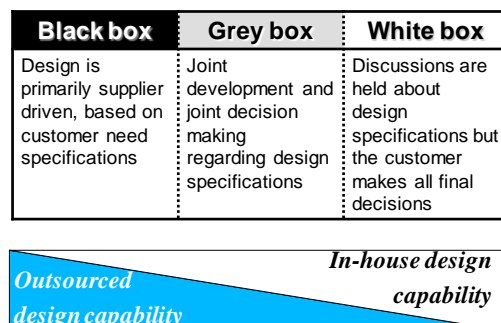 Black box
Grey box
White box
Design is
primarily supplier
driven, based on
customer need
specifications
Joint
development and
joint decision
making
regarding design
specifications
Discussions are
held about
design
specifications but
the customer
makes all final
decisions
In-house design
capability
Outsourced
design capability